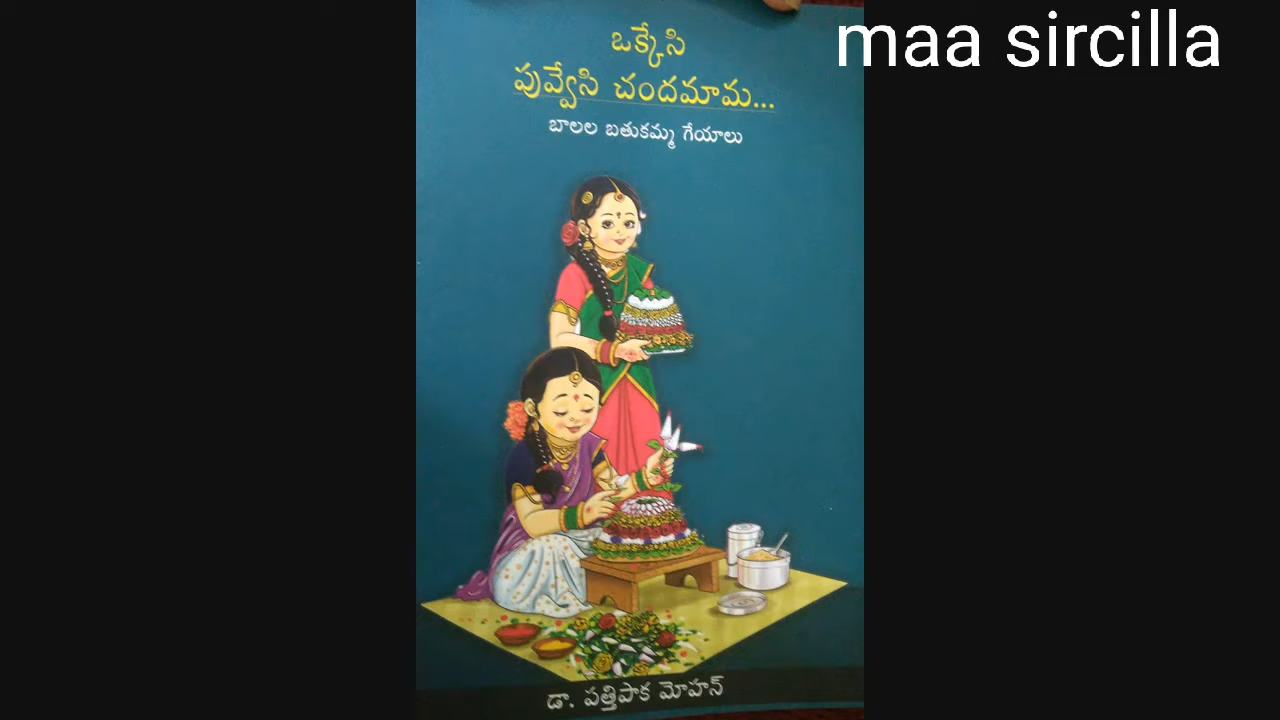 maa sircilla
ఒక్కేసి
పువ్వేసి చందమామ...
బాలల బతుకమ్మ గేయాలు
డా. పత్తిపాక మోహన్